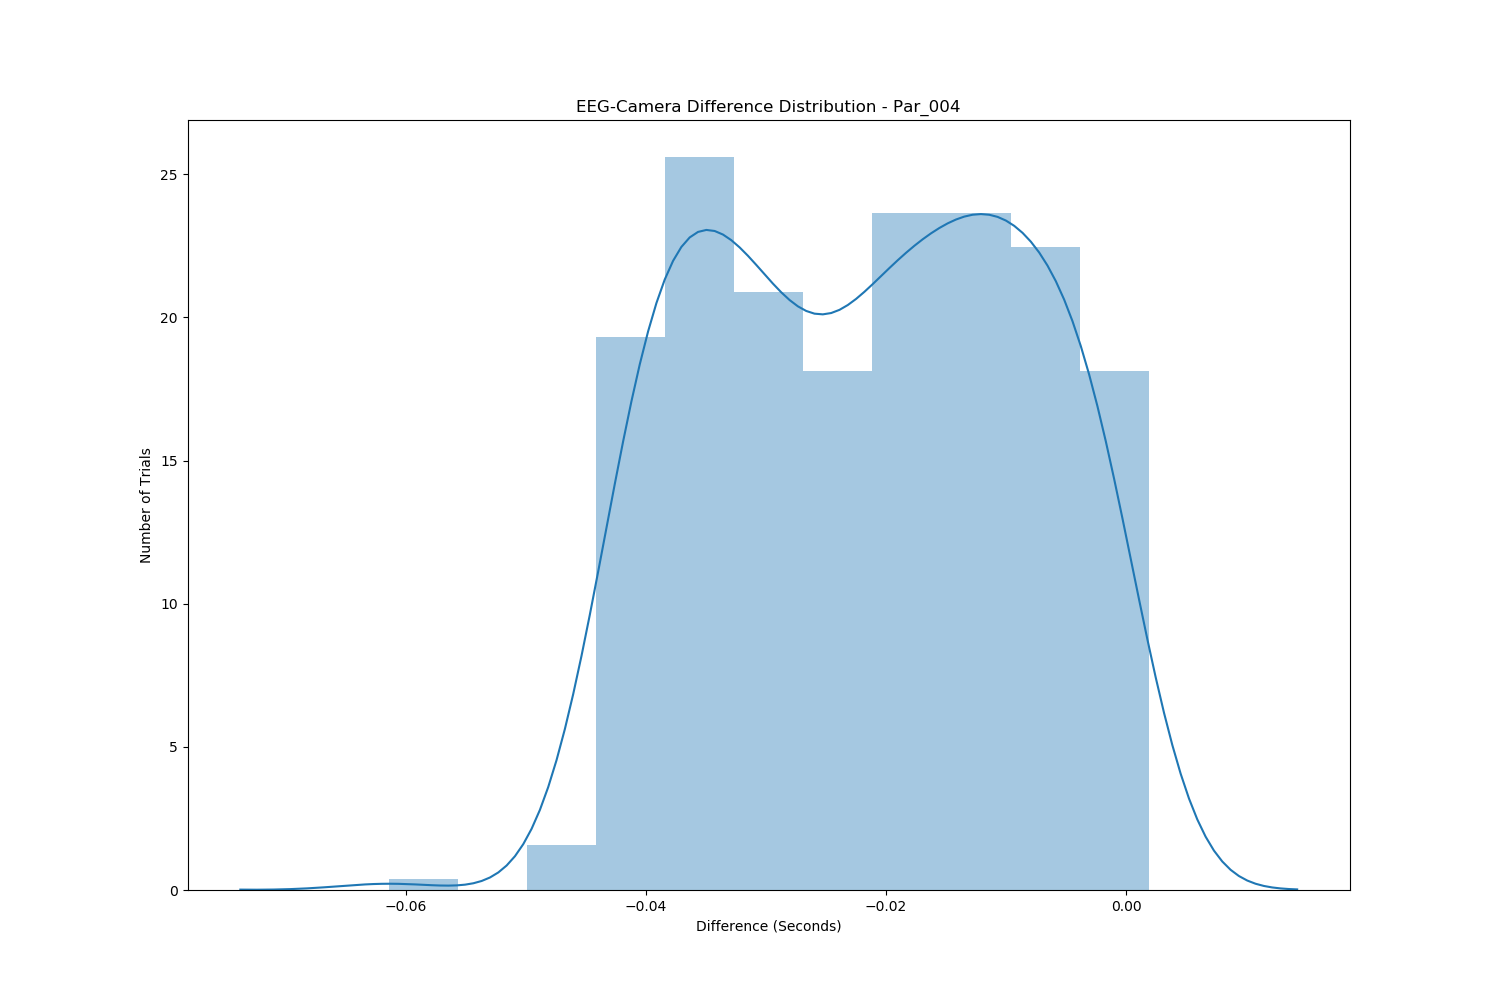 EEG-Camera Difference Distribution - Par_004
25
20
15
10
5
0
Number of Trials
−0.06 −0.04 −0.02 0.00
Difference (Seconds)